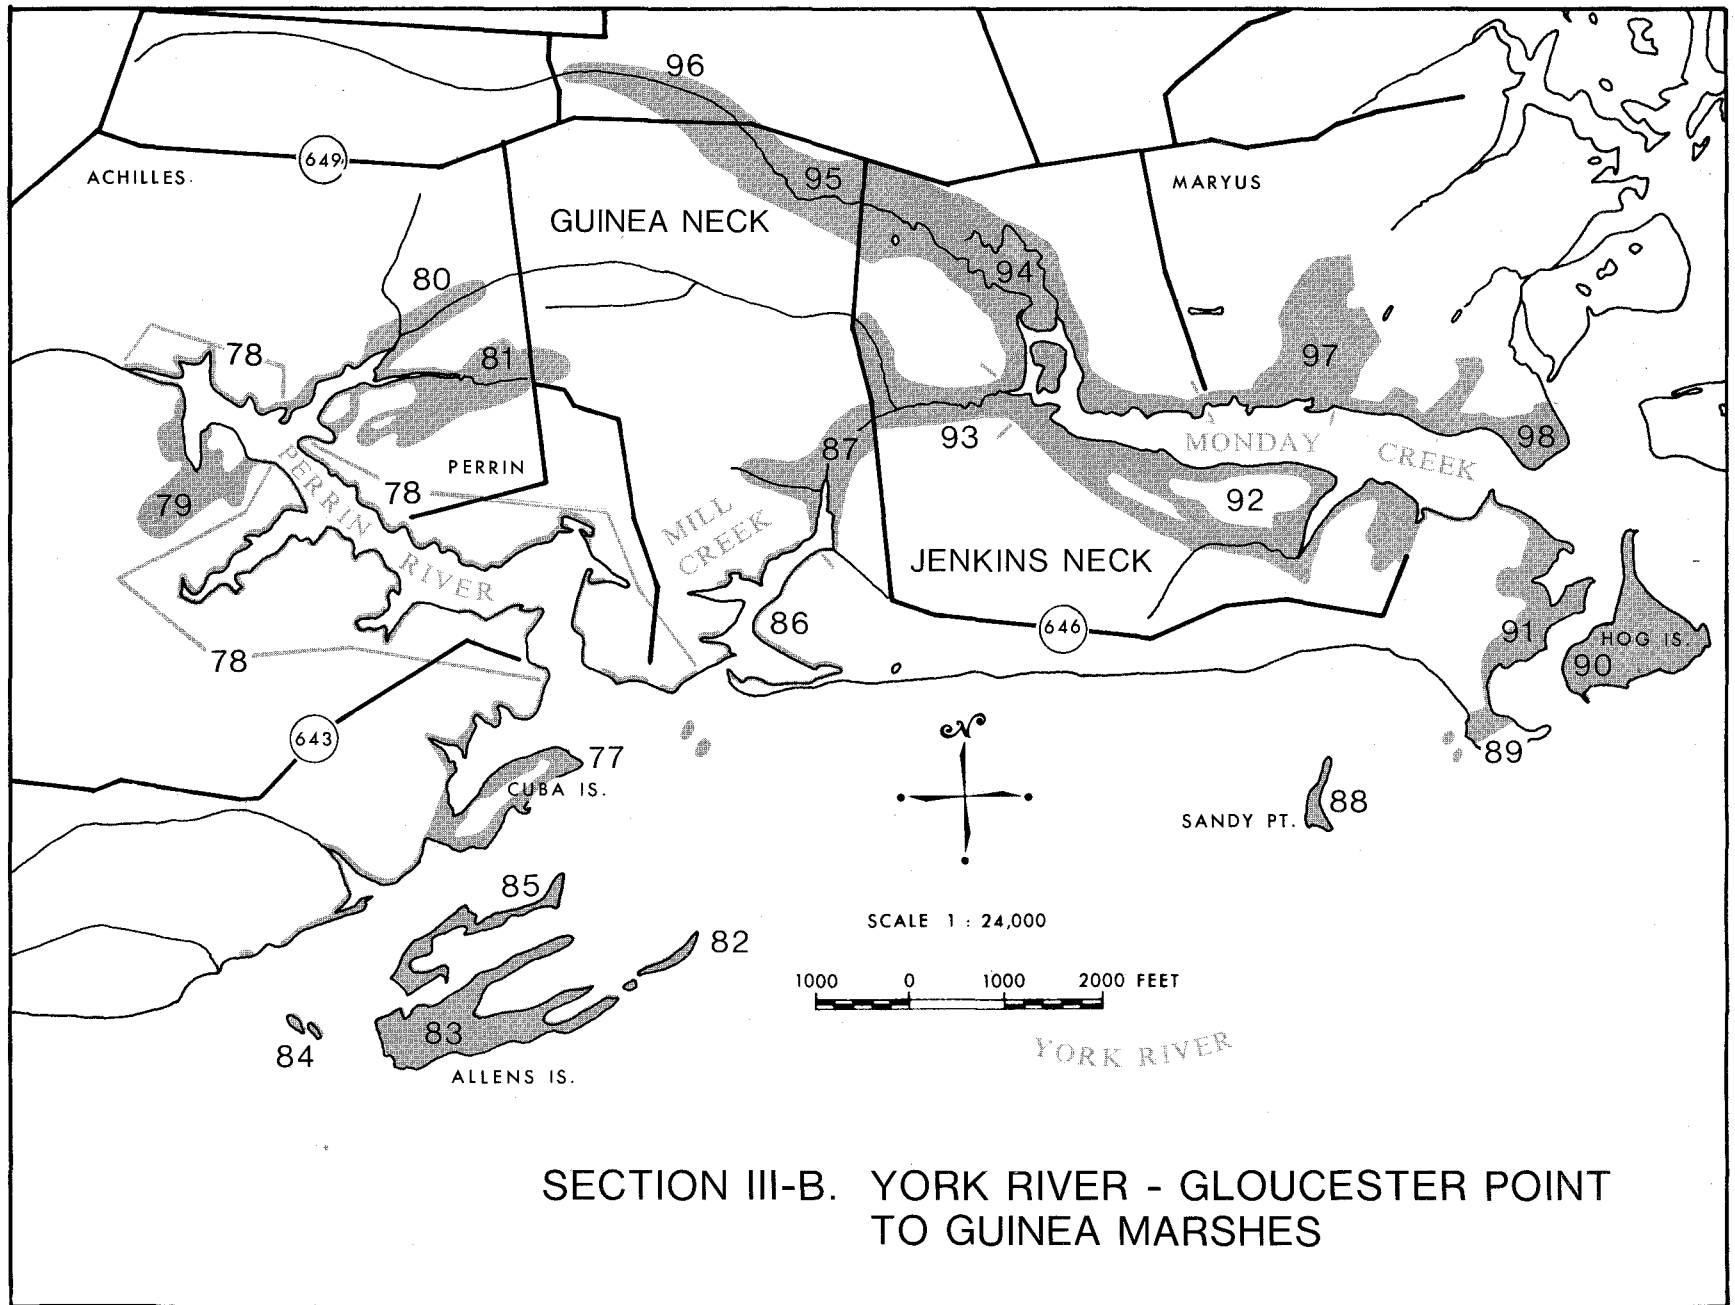 96
649
ACHILLES.
95
MARYUS
GUINEA NECK
80
94
78
81
97
93
87
MONDAY CREEK
98
PERRIN
78
79
92
PERRIN RIVER
MILL
CREEK
JENKINS NECK
86
646
91
HOG IS.
78
90
643
89
77
CUBA IS.
N
88
SANDY PT.
85
SCALE 1 : 24,000
82
1000 0 1000 2000 FEET
83
84
YORK RIVER
ALLENS IS.
SECTION III-B. YORK RIVER - GLOUCESTER POINT
TO GUINEA MARSHES